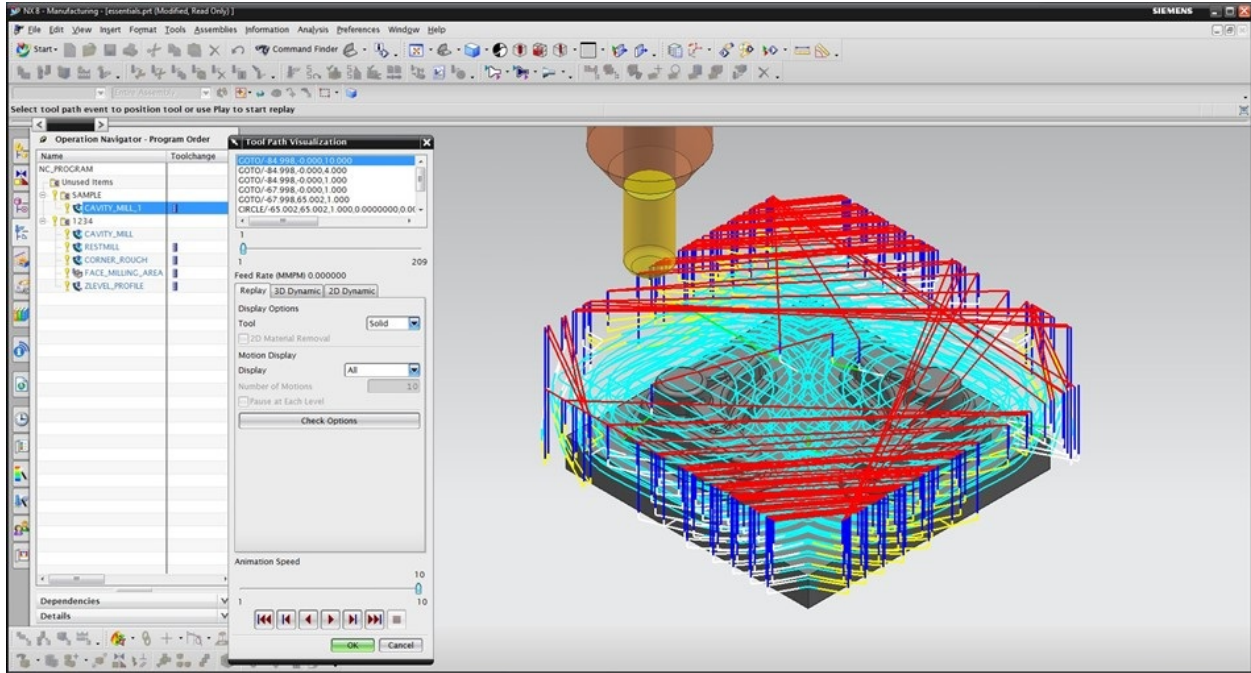 NX 8 - Manufacturing - [essentials.prt (Modified, Read Only) ]
SIEMENS
File Edit View Insert Format Tools Assemblies Information Analysis Preferences Window Help
Start
Command Finder
Entire Assembly
Select tool path event to position tool or use Play to start replay
Operation Navigator - Program Order
Name Toolchange
NC_PROGRAM
Unused Items
SAMPLE
CAVITY_MILL_1
1234
CAVITY_MILL
RESTMILL
CORNER_ROUGH
FACE_MILLING_AREA
ZLEVEL_PROFILE
Dependencies
Details
Tool Path Visualization
GOTO/-84.998,-0.000,10.000
GOTO/-84.998,-0.000,4.000
GOTO/-84.998,-0.000,1.000
GOTO/-67.998,-0.000,1.000
GOTO/-67.998,65.002,1.000
CIRCLE/-65.002,65.002,1.000,0.0000000,0.0(
1
1 209
Feed Rate (MMPM) 0.000000
Replay 3D Dynamic 2D Dynamic
Display Options
Tool Solid
2D Material Removal
Motion Display
Display All
Number of Motions 10
Pause at Each Level
Check Options
Animation Speed
10
1 10
OK Cancel